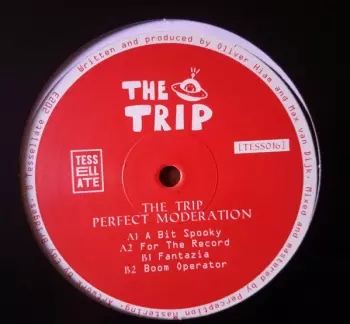 THE
TRIP
[TESS016]
TESS
ELL
ATE
THE TRIP
PERFECT MODERATION
A1 A Bit Spooky
A2 For The Record
B1 Fantazia
B2 Boom Operator
Tessellate 2023
Written and produced by Oliver Hiam and Max van Dijk. Mixed and mastered by Perception Mastering. Artwork by